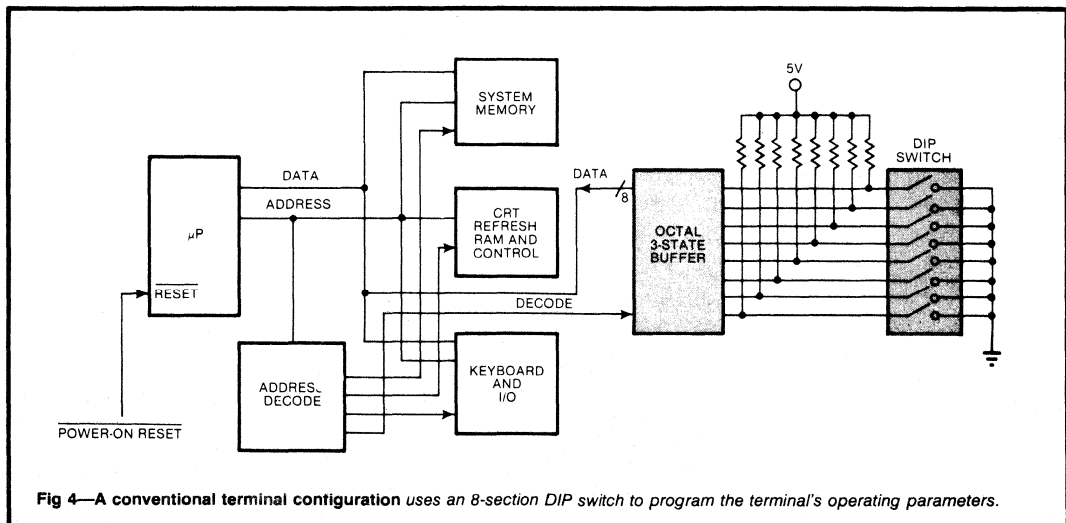 SYSTEM
MEMORY
5V
DIP
SWITCH
DATA
DATA
8
ADDRESS
μP
CRT
REFRESH
RAM AND
CONTROL
OCTAL
3-STATE
BUFFER
RESET
DECODE
KEYBOARD
AND
I/O
ADDRES
DECODE
POWER-ON RESET
Fig 4—A conventional terminal configuration uses an 8-section DIP switch to program the terminal's operating parameters.